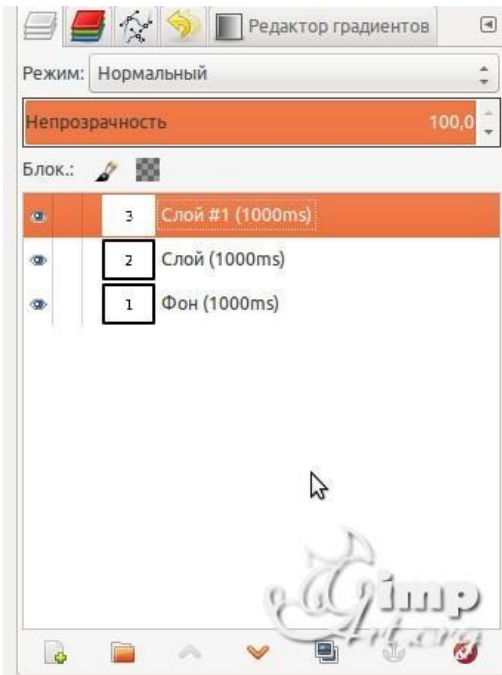 Редактор градиентов
Режим: Нормальный
Непрозрачность 100,0
Блок.:
3 Слой #1 (1000ms)
2 Слой (1000ms)
1 Фон (1000ms)
Gimp
Art.org